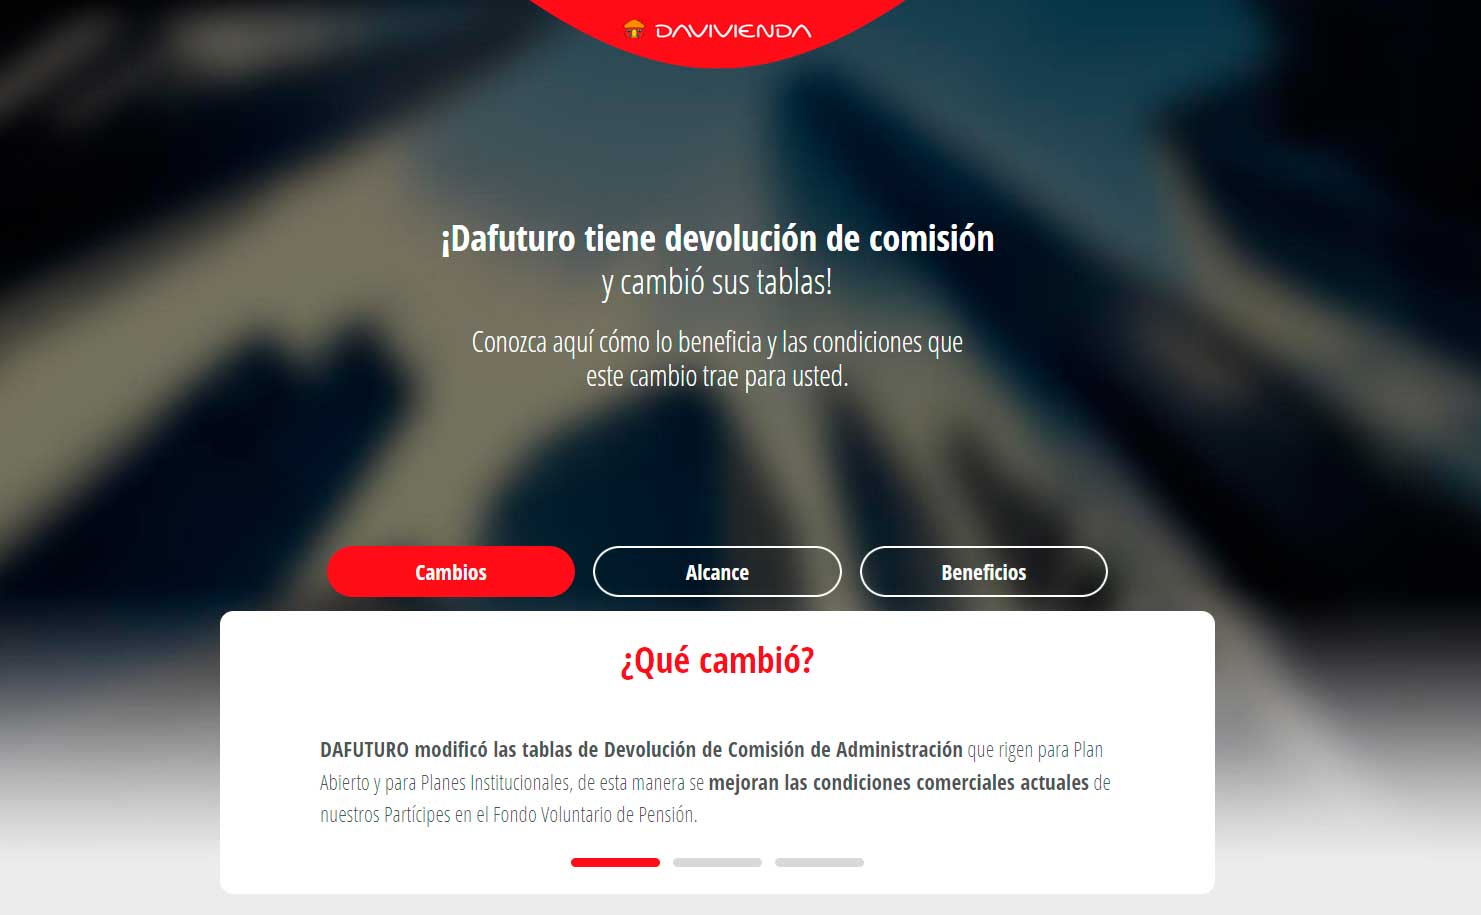 DAVIVIENDA
¡Dafuturo tiene devolución de comisión
y cambió sus tablas!
Conozca aquí cómo lo beneficia y las condiciones que
este cambio trae para usted.
Cambios
Alcance
Beneficios
¿Qué cambió?
DAFUTURO modificó las tablas de Devolución de Comisión de Administración que rigen para Plan
Abierto y para Planes Institucionales, de esta manera se mejoran las condiciones comerciales actuales de
nuestros Partícipes en el Fondo Voluntario de Pensión.